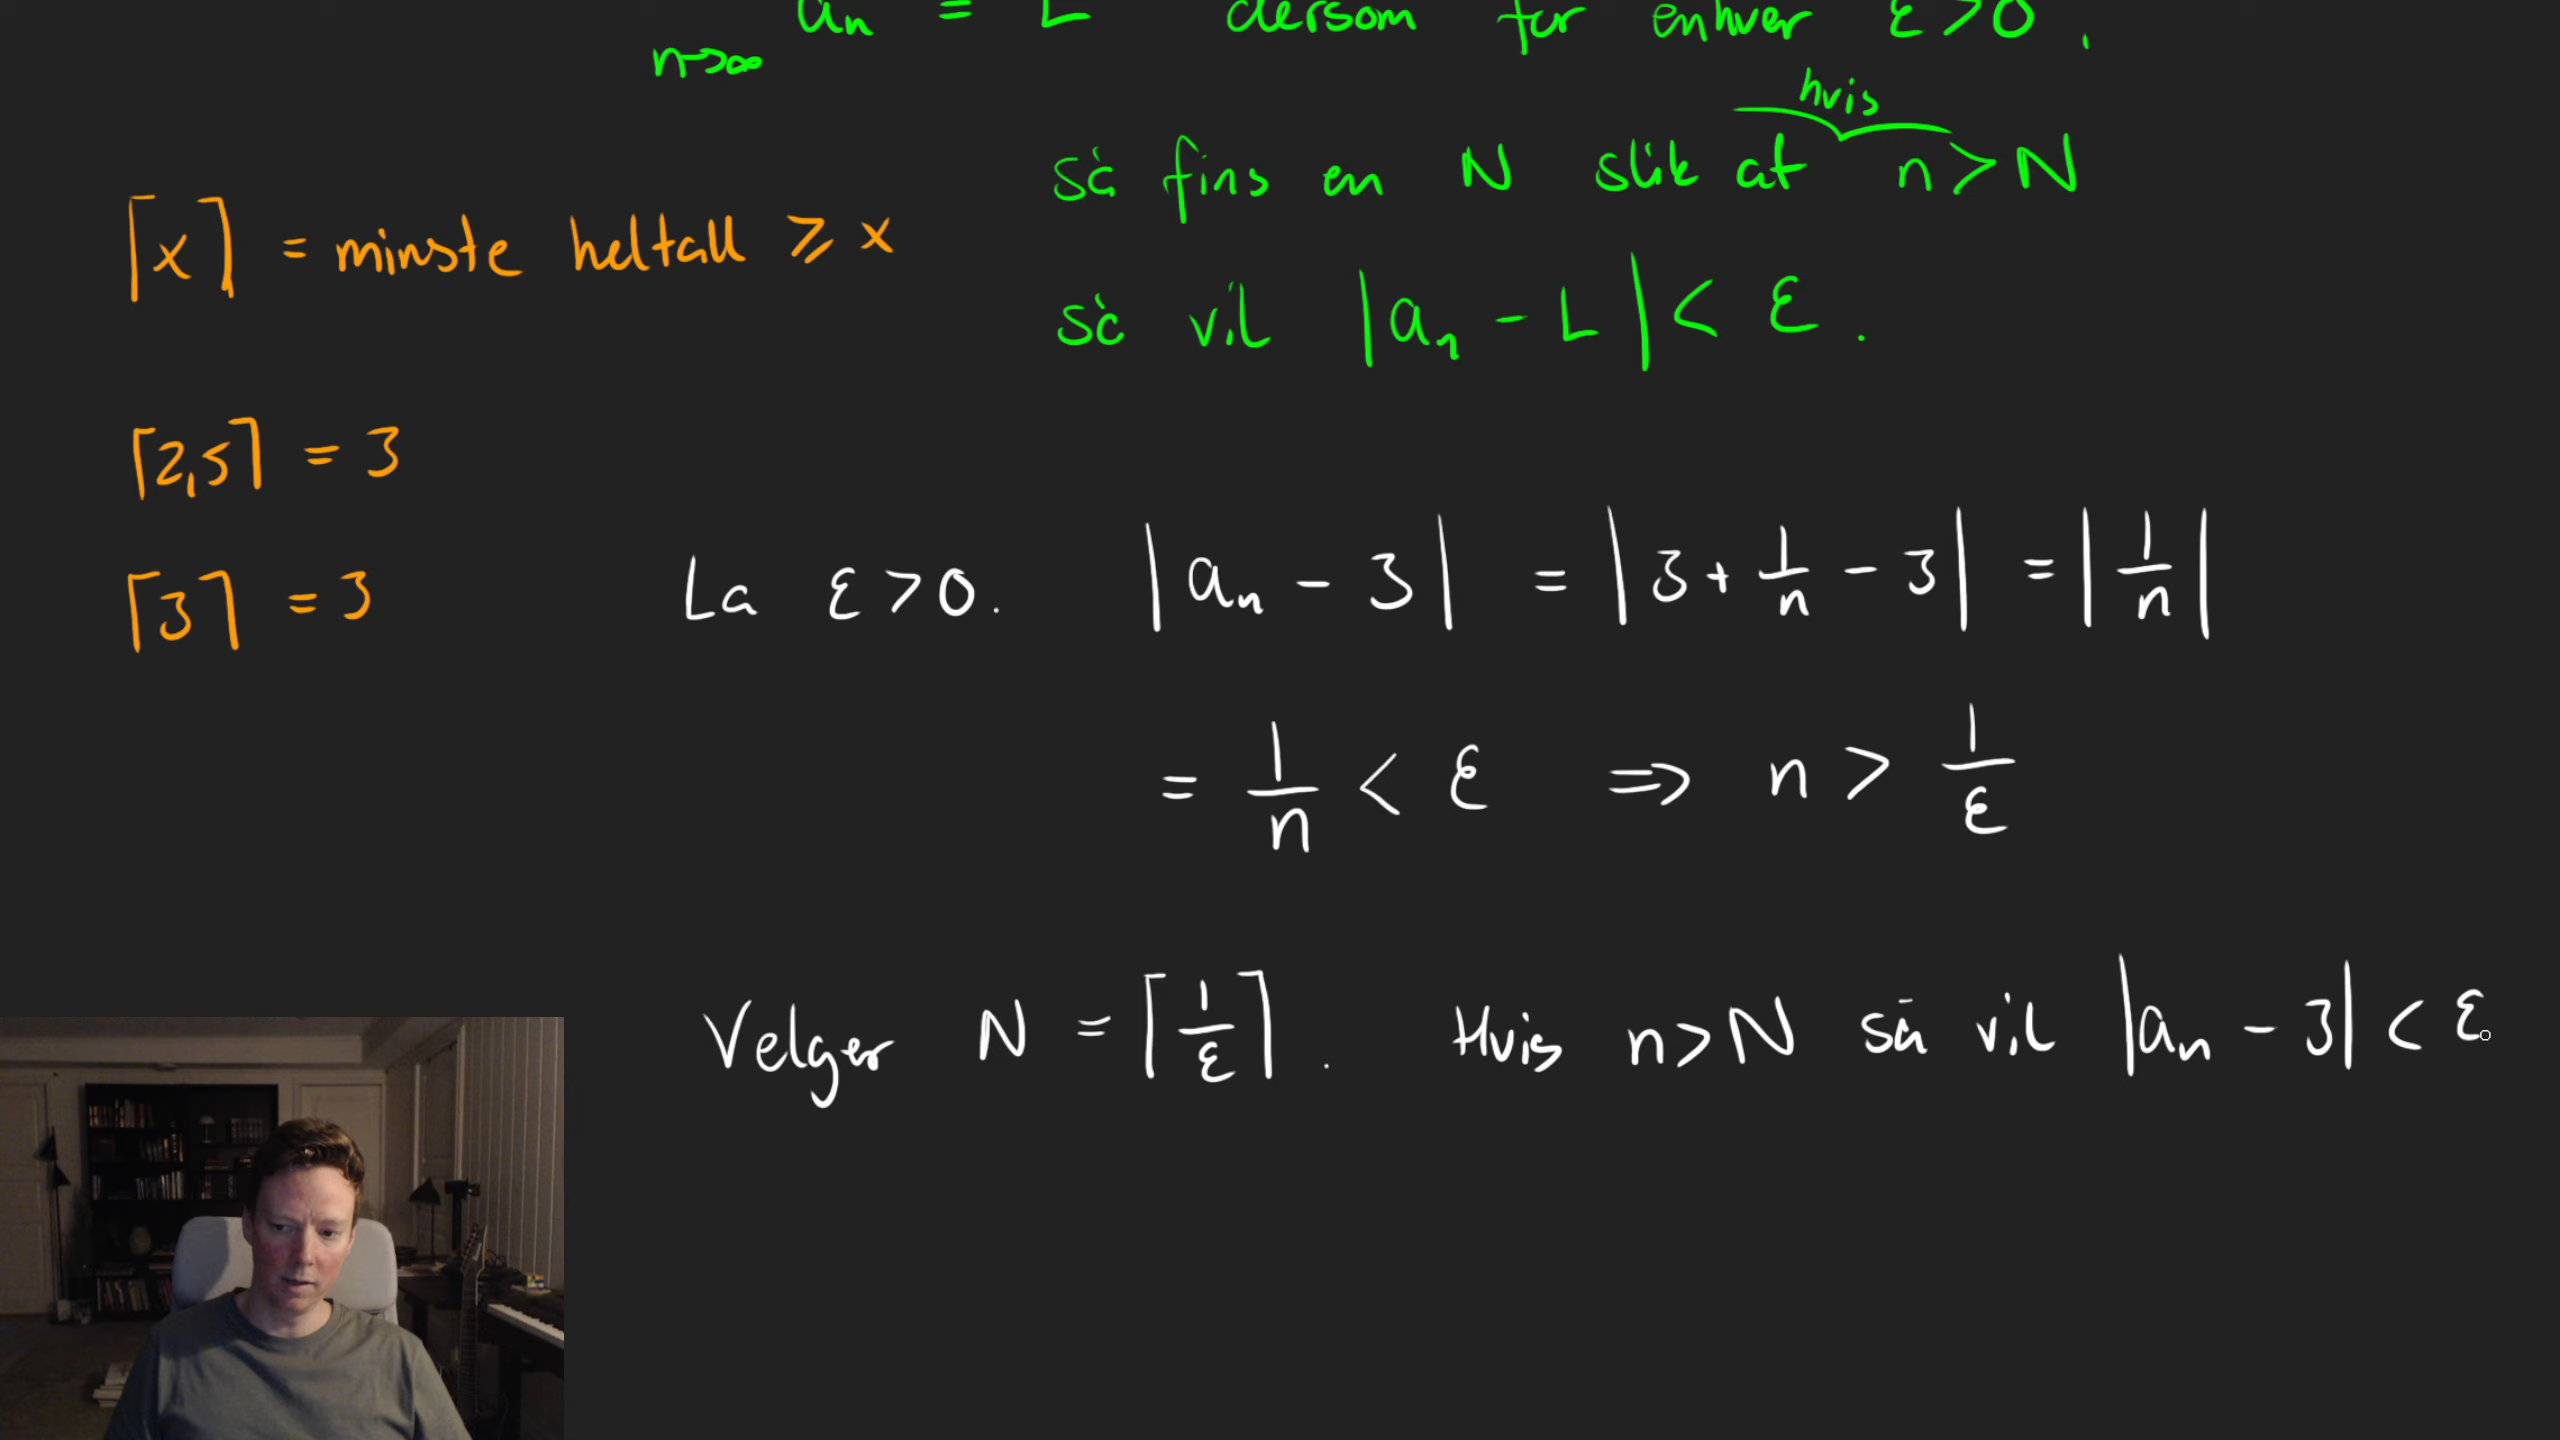 n→∞ aₙ = L dersom for enhver ε>0,
hvis
så fins en N slik at n>N
⌈x⌉ = minste heltall ≥ x
så vil |aₙ - L| < ε.
⌈2,5⌉ = 3
⌈3⌉ = 3
La ε>0. |aₙ - 3| = |3 + 1/n - 3| = |1/n|
= 1/n < ε ⇒ n > 1/ε
Velger N = ⌈1/ε⌉. Hvis n>N så vil |aₙ - 3| < ε